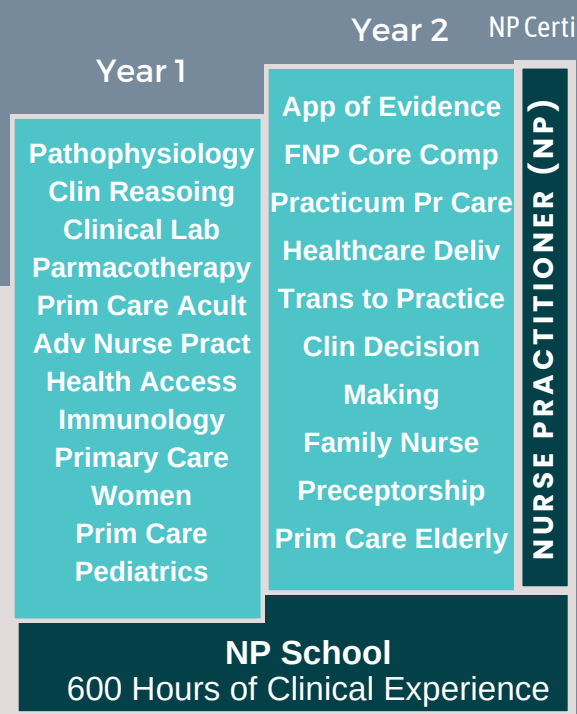 Year 1
Pathophysiology
Clin Reasoing
Clinical Lab
Parmacotherapy
Prim Care Acult
Adv Nurse Pract
Health Access
Immunology
Primary Care
Women
Prim Care
Pediatrics
Year 2
App of Evidence
FNP Core Comp
Practicum Pr Care
Healthcare Deliv
Trans to Practice
Clin Decision
Making
Family Nurse
Preceptorship
Prim Care Elderly
NP Certi
NURSE PRACTITIONER (NP)
NP School
600 Hours of Clinical Experience